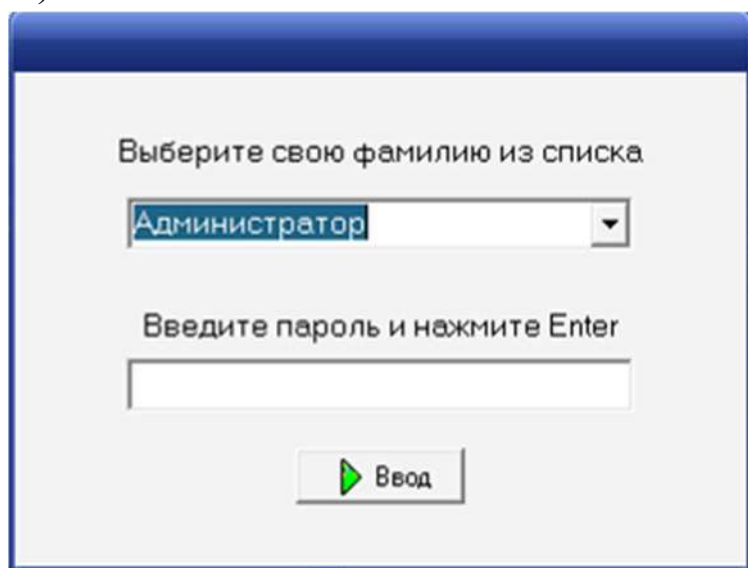 Выберите свою фамилию из списка
Администратор
Введите пароль и нажмите Enter
Ввод